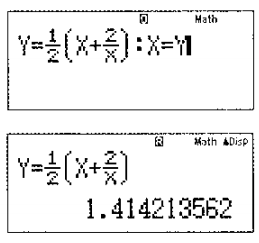 D Math
Y=1/2(X+2/X):X=Y
D Math ▲Disp
Y=1/2(X+2/X)
1.414213562